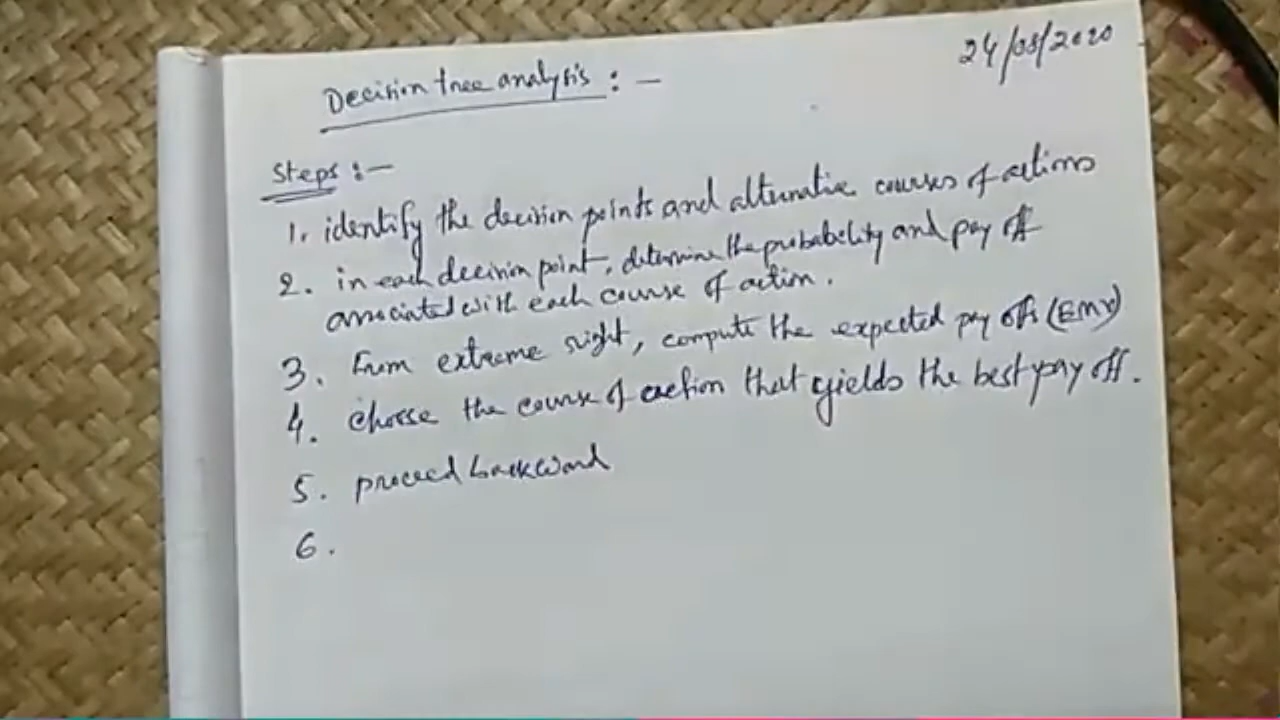 24/08/2020
Decision tree analysis : -
Steps : -
1. identify the decision points and alternative courses of actions
2. in each decision point, determine the probability and pay off
associated with each course of action.
3. From extreme right, compute the expected pay offs (EMV)
4. choose the course of action that yields the best pay off.
5. proceed backward
6.